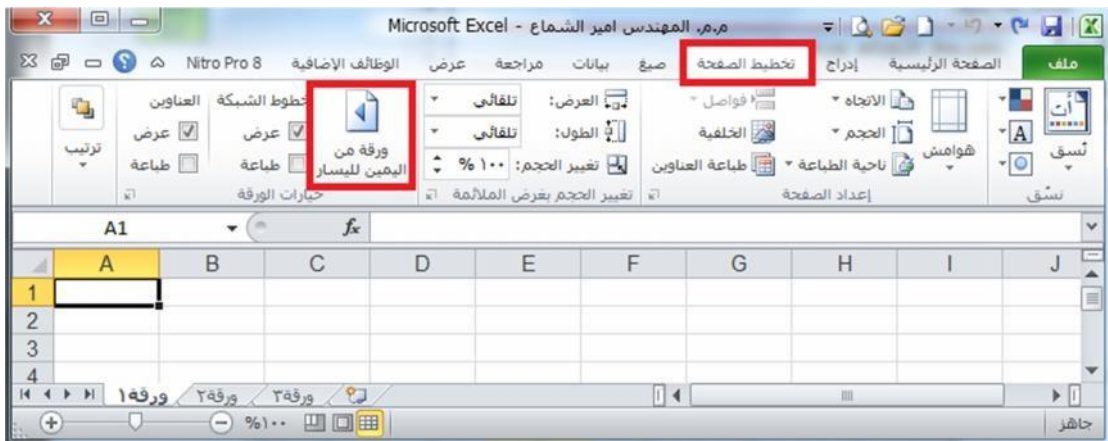 م.م. المهندس امير الشماع - Microsoft Excel
ملف الصفحة الرئيسية إدراج تخطيط الصفحة صيغ بيانات مراجعة عرض الوظائف الإضافية Nitro Pro 8
أأت نُسق هوامش الاتجاه فواصل العرض: تلقائي ورقة من خطوط الشبكة العناوين ترتيب
الحجم الخلفية الطول: تلقائي اليمين لليسار عرض عرض
ناحية الطباعة طباعة العناوين تغيير الحجم: ١٠٠ % طباعة طباعة
نسّق إعداد الصفحة تغيير الحجم بغرض الملائمة خيارات الورقة
A1 fx
A B C D E F G H I J
1
2
3
4
ورقة١ ورقة٢ ورقة٣
جاهز ١٠٠%